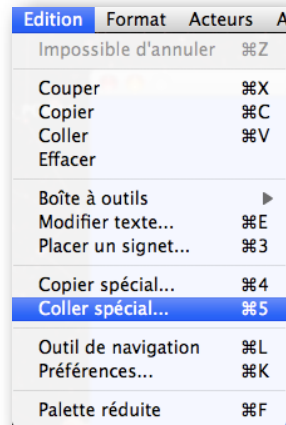 Edition Format Acteurs A
Impossible d'annuler ⌘Z
Couper ⌘X
Copier ⌘C
Coller ⌘V
Effacer
Boîte à outils ▶
Modifier texte... ⌘E
Placer un signet... ⌘3
Copier spécial... ⌘4
Coller spécial... ⌘5
Outil de navigation ⌘L
Préférences... ⌘K
Palette réduite ⌘F